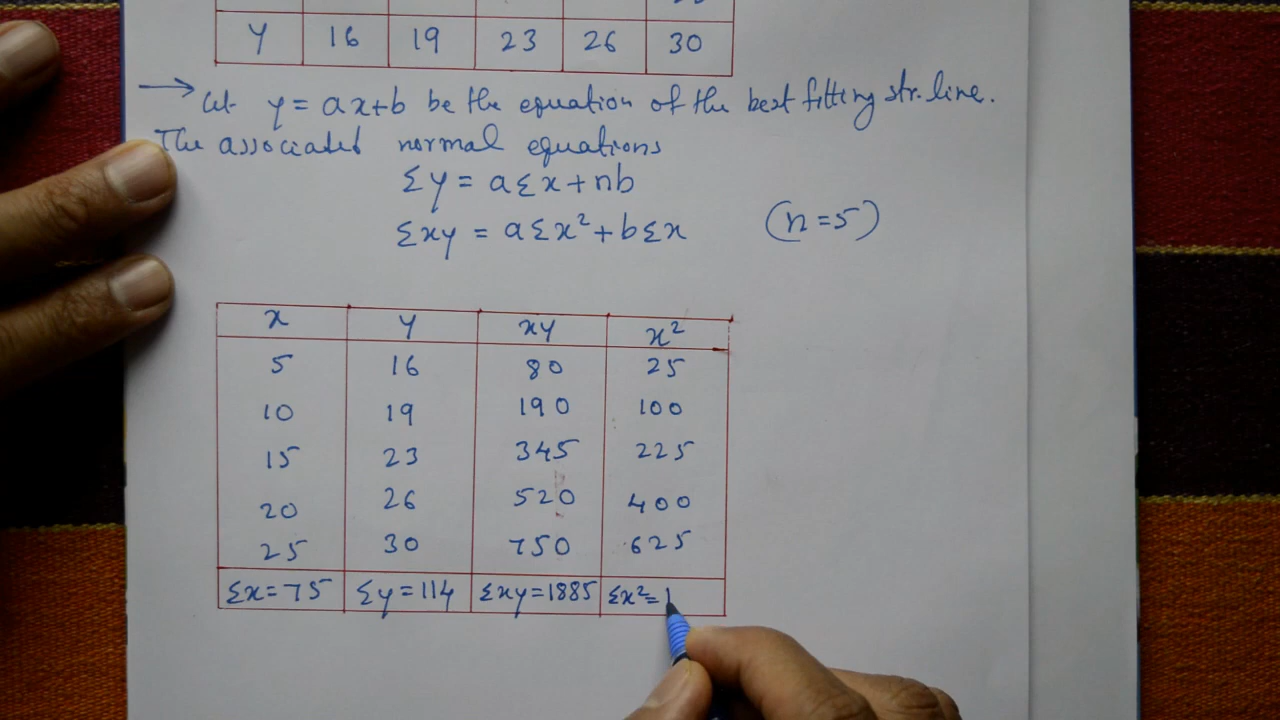 Y 16 19 23 26 30
→ Let y = ax+b be the equation of the best fitting str. line.
The associated normal equations
Σy = aΣx + nb
Σxy = aΣx² + bΣx (n=5)
x y xy x²
5 16 80 25
10 19 190 100
15 23 345 225
20 26 520 400
25 30 750 625
Σx=75 Σy=114 Σxy=1885 Σx²=1